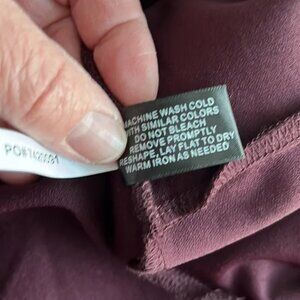 MACHINE WASH COLD
WITH SIMILAR COLORS
DO NOT BLEACH
REMOVE PROMPTLY
RESHAPE, LAY FLAT TO DRY
WARM IRON AS NEEDED